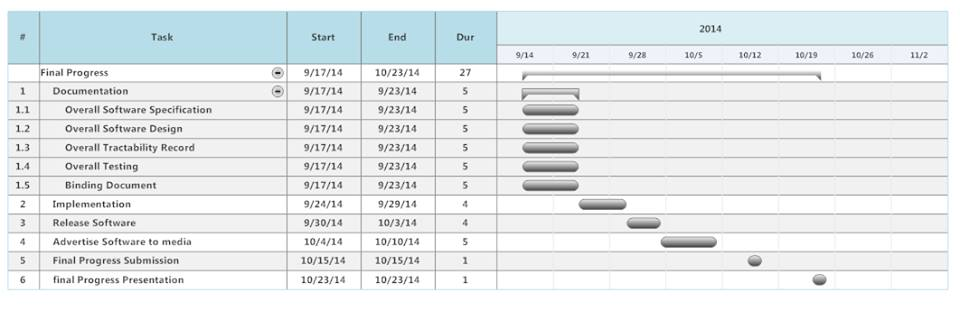 # Task Start End Dur 2014
9/14 9/21 9/28 10/5 10/12 10/19 10/26 11/2
Final Progress 9/17/14 10/23/14 27
1 Documentation 9/17/14 9/23/14 5
1.1 Overall Software Specification 9/17/14 9/23/14 5
1.2 Overall Software Design 9/17/14 9/23/14 5
1.3 Overall Tractability Record 9/17/14 9/23/14 5
1.4 Overall Testing 9/17/14 9/23/14 5
1.5 Binding Document 9/17/14 9/23/14 5
2 Implementation 9/24/14 9/29/14 4
3 Release Software 9/30/14 10/3/14 4
4 Advertise Software to media 10/4/14 10/10/14 5
5 Final Progress Submission 10/15/14 10/15/14 1
6 final Progress Presentation 10/23/14 10/23/14 1